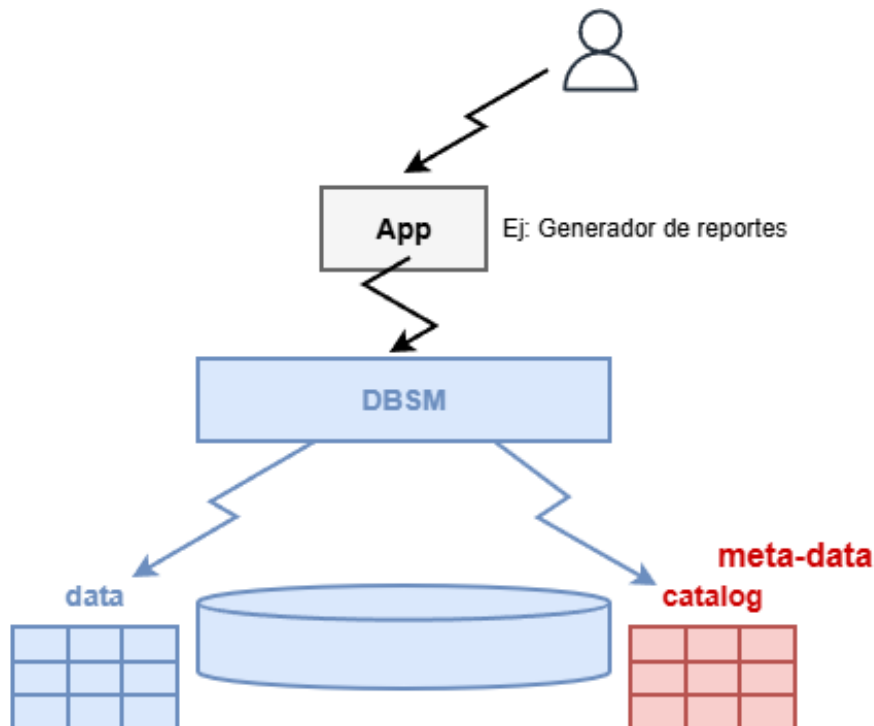 App
Ej: Generador de reportes
DBSM
meta-data
data
catalog